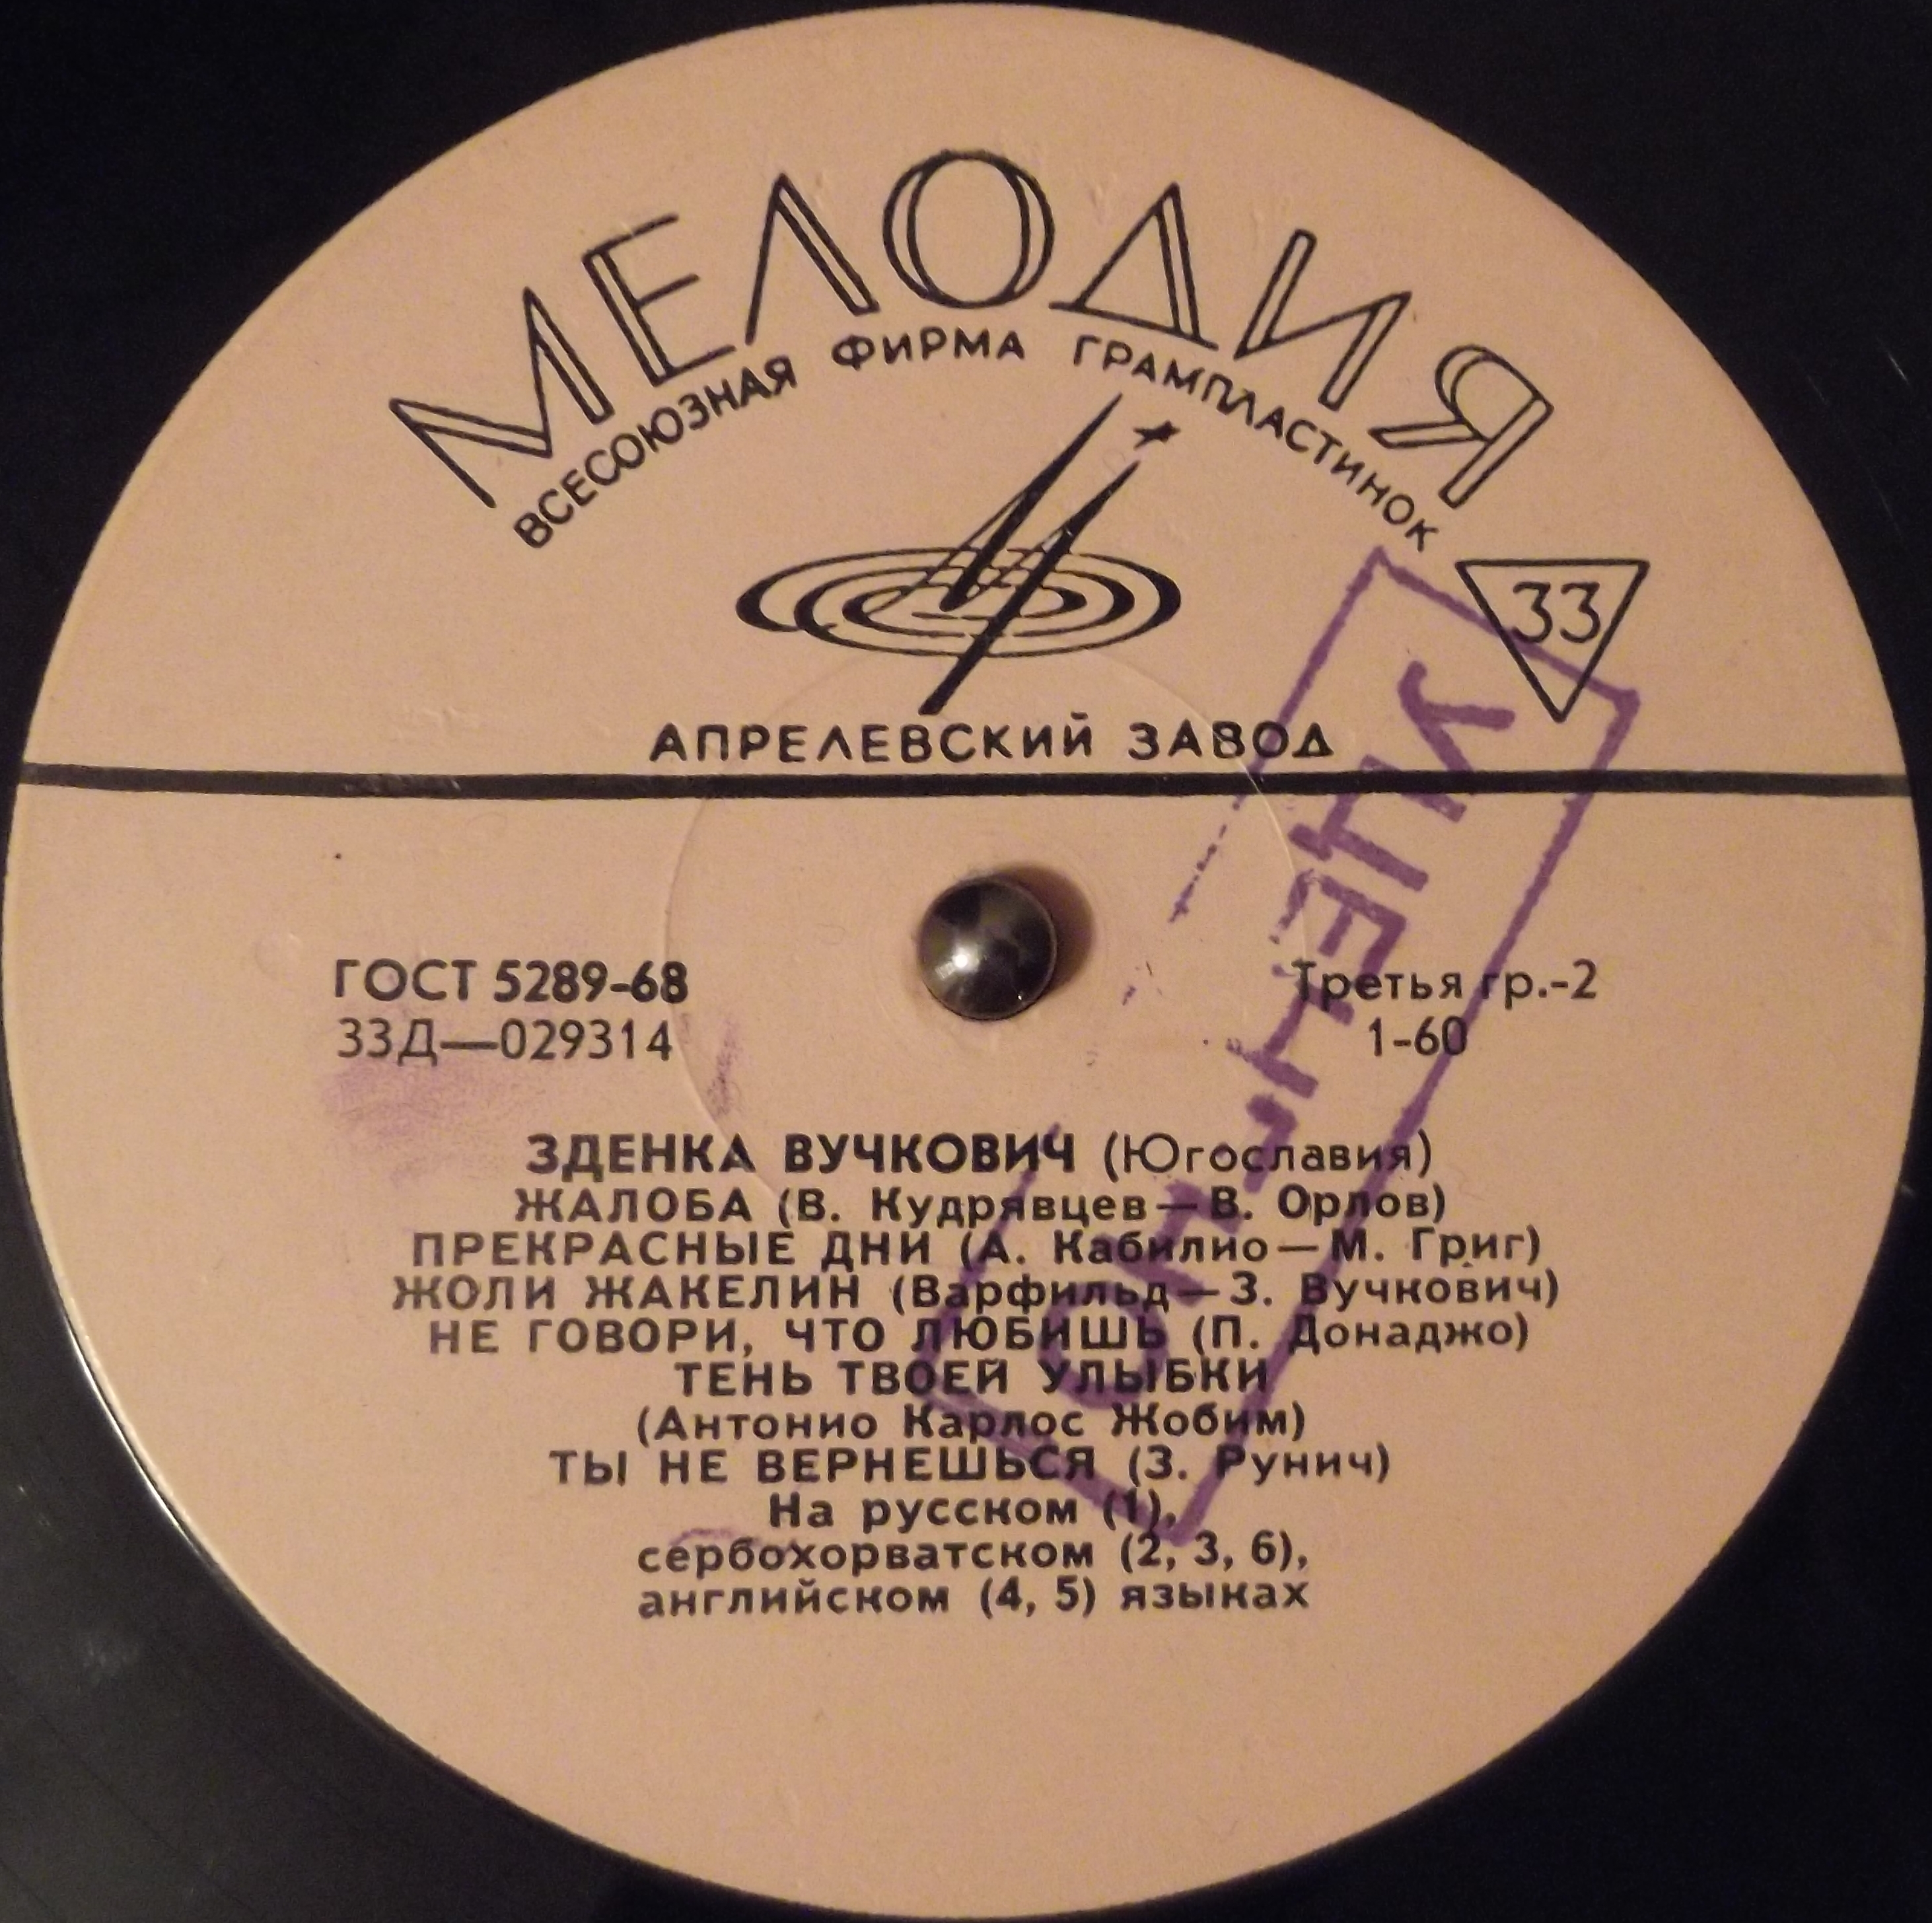 МЕЛОДИЯ
ВСЕСОЮЗНАЯ ФИРМА ГРАМПЛАСТИНОК
33
АПРЕЛЕВСКИЙ ЗАВОД
ГОСТ 5289-68
Третья гр.-2
33Д—029314
1-60
ЗДЕНКА ВУЧКОВИЧ (Югославия)
ЖАЛОБА (В. Кудрявцев—В. Орлов)
ПРЕКРАСНЫЕ ДНИ (А. Кабилио—М. Григ)
ЖОЛИ ЖАКЕЛИН (Варфильд—З. Вучкович)
НЕ ГОВОРИ, ЧТО ЛЮБИШЬ (П. Донаджо)
ТЕНЬ ТВОЕЙ УЛЫБКИ
(Антонио Карлос Жобим)
ТЫ НЕ ВЕРНЕШЬСЯ (З. Рунич)
На русском (1),
сербохорватском (2, 3, 6),
английском (4, 5) языках